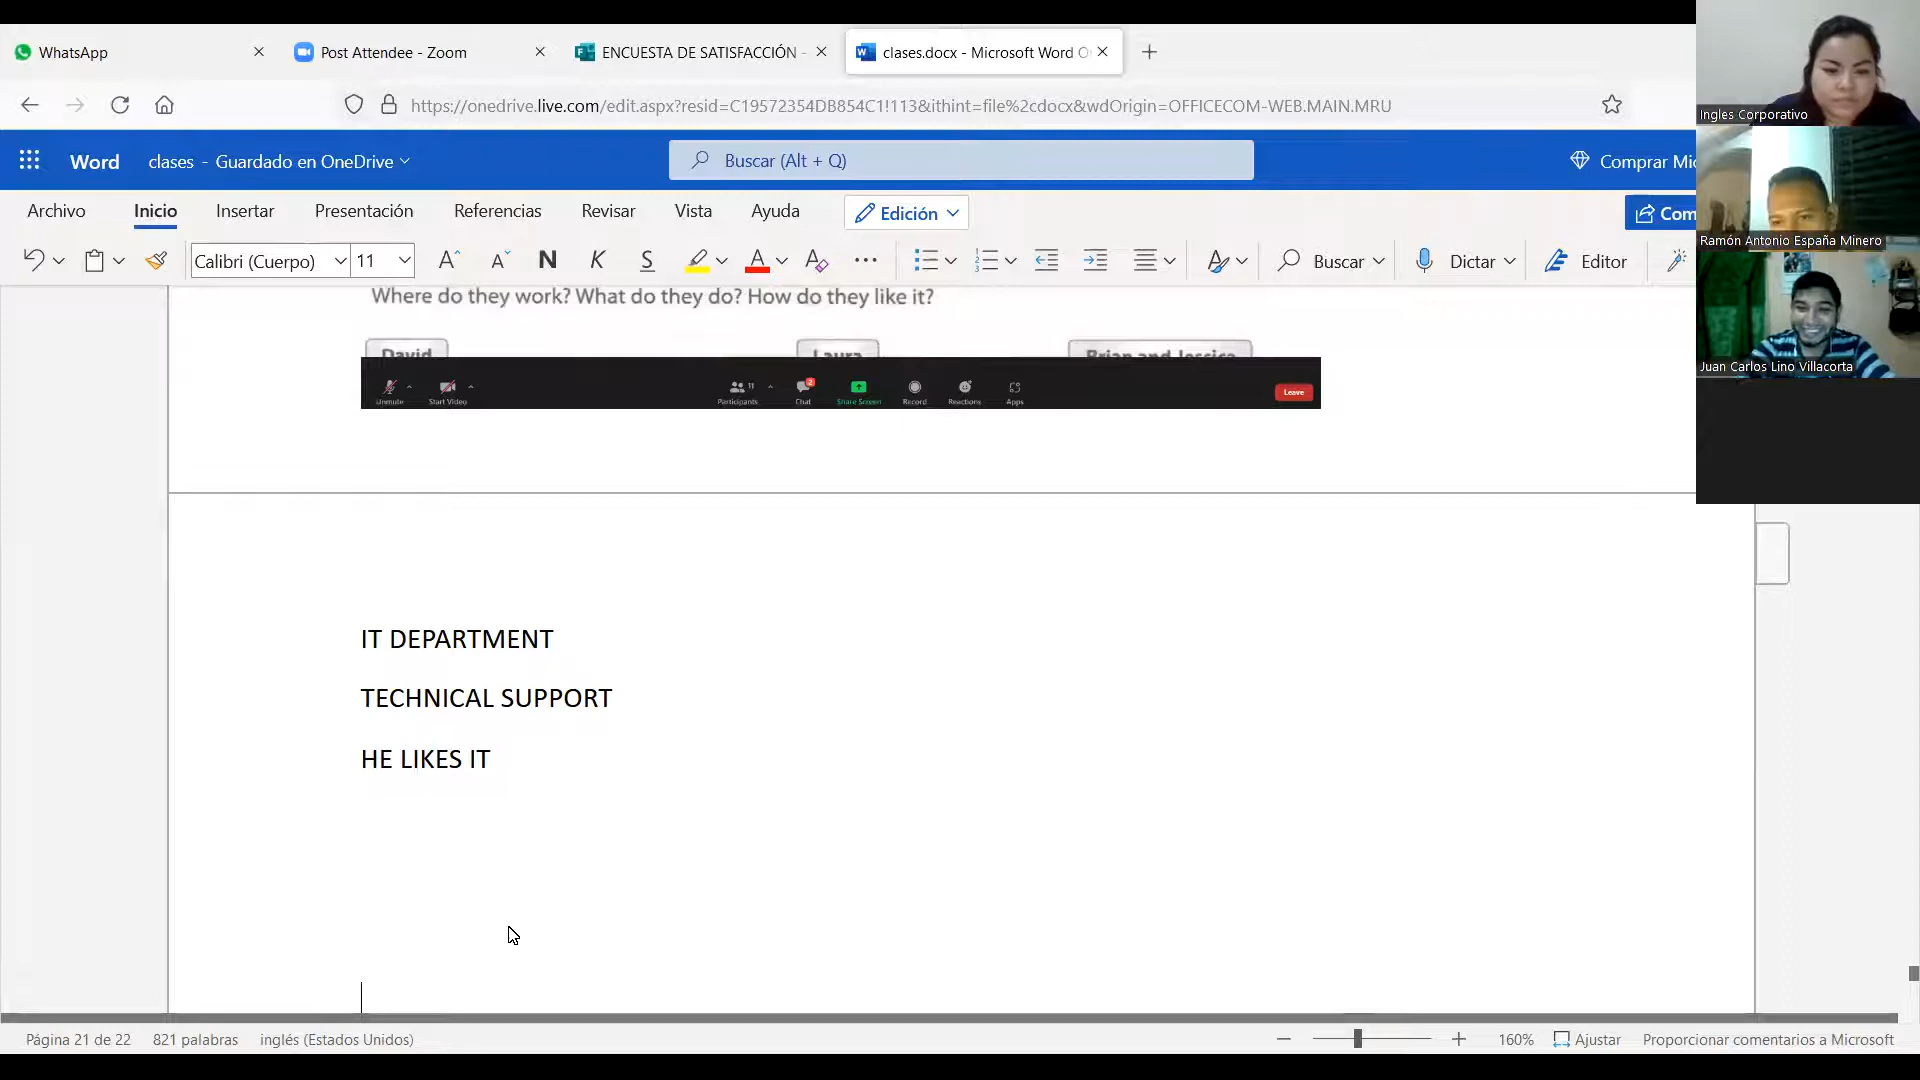 WhatsApp
Post Attendee - Zoom
ENCUESTA DE SATISFACCIÓN -
clases.docx - Microsoft Word O
https://onedrive.live.com/edit.aspx?resid=C19572354DB854C1!113&ithint=file%2cdocx&wdOrigin=OFFICECOM-WEB.MAIN.MRU
Ingles Corporativo
Word clases - Guardado en OneDrive
Buscar (Alt + Q)
Comprar Mic
Archivo Inicio Insertar Presentación Referencias Revisar Vista Ayuda Edición
Com
Ramón Antonio España Minero
Calibri (Cuerpo) 11 N K S
Buscar Dictar Editor
Where do they work? What do they do? How do they like it?
David Laura Brian and Jessica
Juan Carlos Lino Villacorta
Unmute Start Video Participants 11 Chat 2 Share Screen Record Reactions Apps Leave
IT DEPARTMENT
TECHNICAL SUPPORT
HE LIKES IT
Página 21 de 22 821 palabras inglés (Estados Unidos)
160% Ajustar Proporcionar comentarios a Microsoft